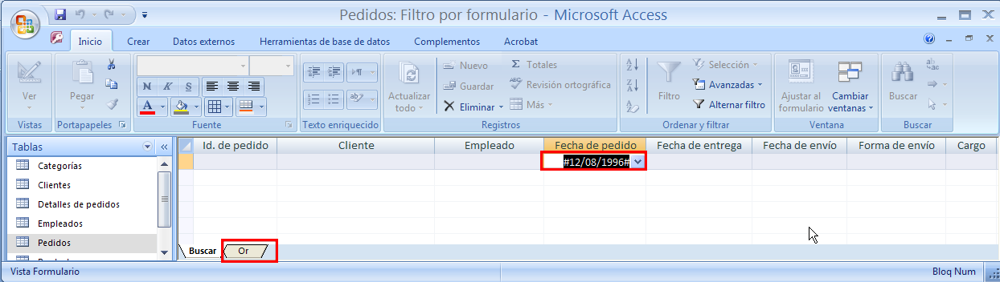 Pedidos: Filtro por formulario - Microsoft Access
Inicio Crear Datos externos Herramientas de base de datos Complementos Acrobat
Ver
Vistas
Pegar
Portapapeles
N K S
A
Fuente
Texto enriquecido
Actualizar todo
Nuevo
Guardar
Eliminar
Σ Totales
Revisión ortográfica
Más
Registros
Filtro
Selección
Avanzadas
Alternar filtro
Ordenar y filtrar
Ajustar al formulario
Cambiar ventanas
Ventana
Buscar
Buscar
Tablas
Categorías
Clientes
Detalles de pedidos
Empleados
Pedidos
Id. de pedido Cliente Empleado Fecha de pedido Fecha de entrega Fecha de envío Forma de envío Cargo
#12/08/1996#
Buscar Or
Vista Formulario Bloq Num